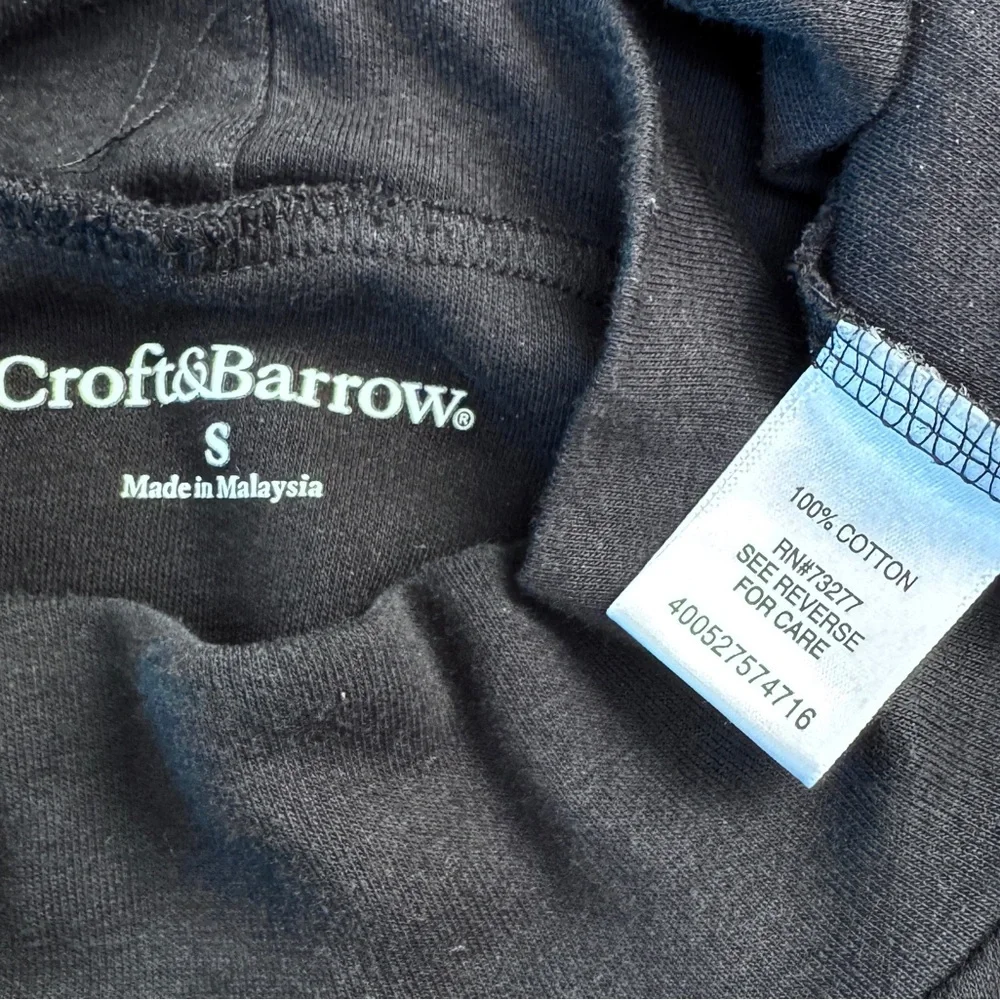 Croft&Barrow®
S
Made in Malaysia
100% COTTON
RN#73277
SEE REVERSE
FOR CARE
400527574716